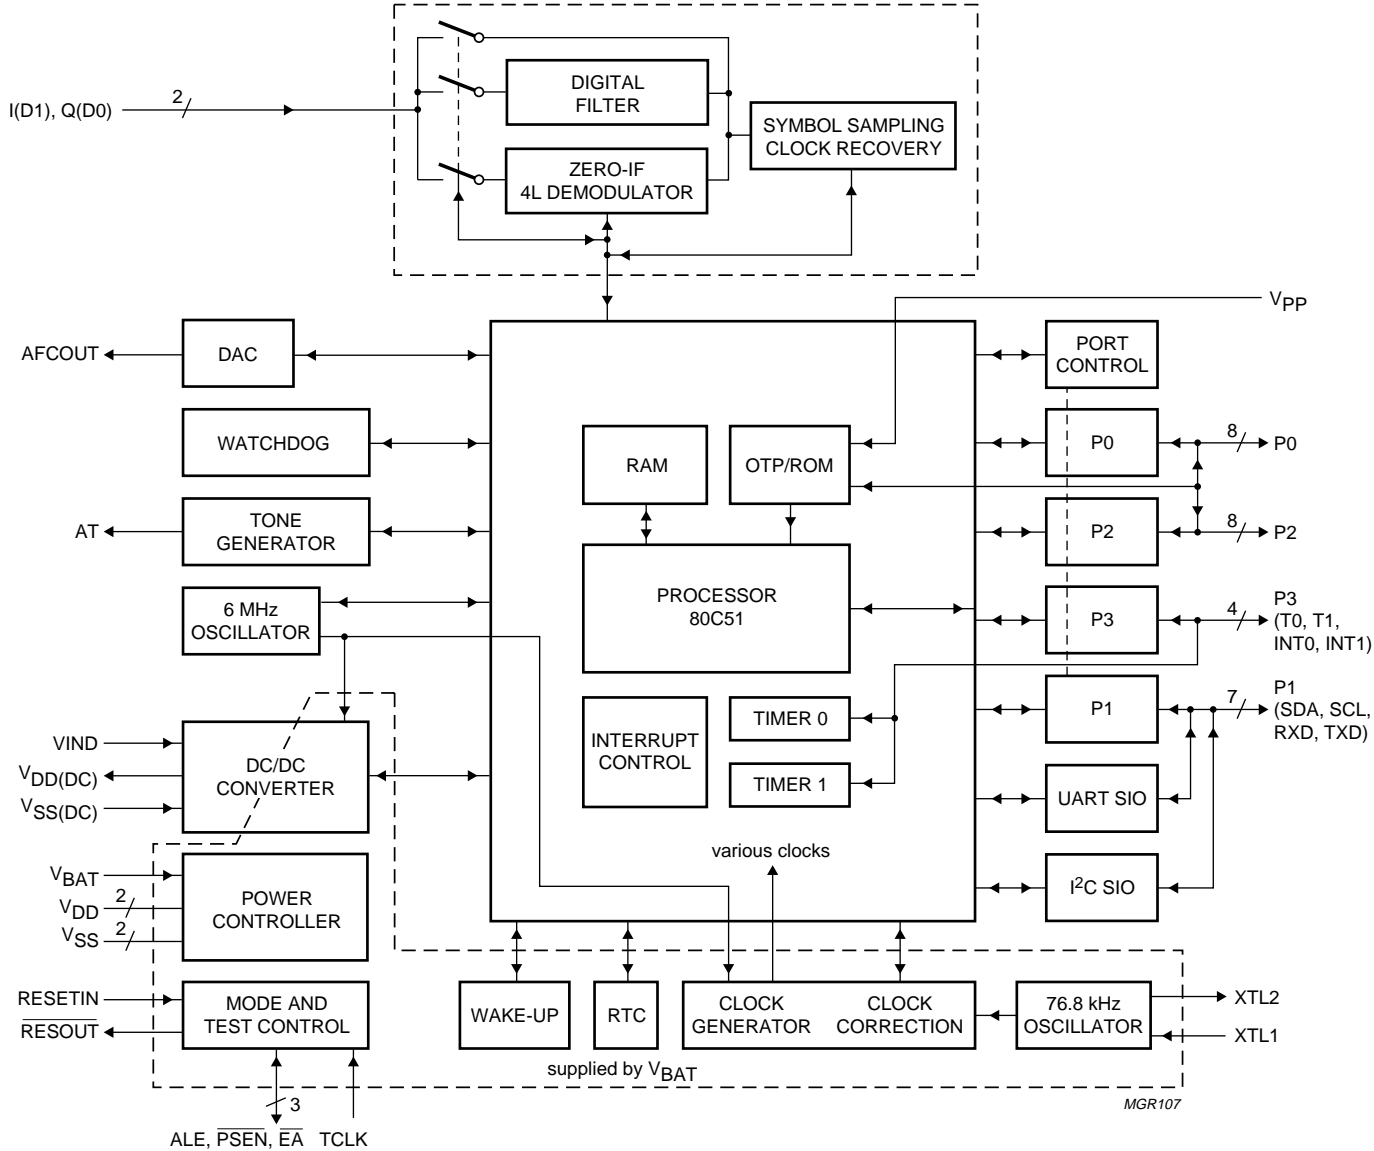 I(D1), Q(D0)
2
DIGITAL
FILTER
SYMBOL SAMPLING
CLOCK RECOVERY
ZERO-IF
4L DEMODULATOR
VPP
AFCOUT
DAC
PORT
CONTROL
WATCHDOG
RAM
OTP/ROM
P0
8
P0
AT
TONE
GENERATOR
P2
8
P2
6 MHz
OSCILLATOR
PROCESSOR
80C51
P3
4
P3
(T0, T1,
INT0, INT1)
VIND
VDD(DC)
VSS(DC)
DC/DC
CONVERTER
INTERRUPT
CONTROL
TIMER 0
TIMER 1
P1
7
P1
(SDA, SCL,
RXD, TXD)
UART SIO
various clocks
I2C SIO
VBAT
VDD
2
VSS
2
POWER
CONTROLLER
RESETIN
RESOUT
MODE AND
TEST CONTROL
WAKE-UP
RTC
CLOCK
GENERATOR
CLOCK
CORRECTION
76.8 kHz
OSCILLATOR
XTL2
XTL1
supplied by VBAT
3
MGR107
ALE, PSEN, EA
TCLK